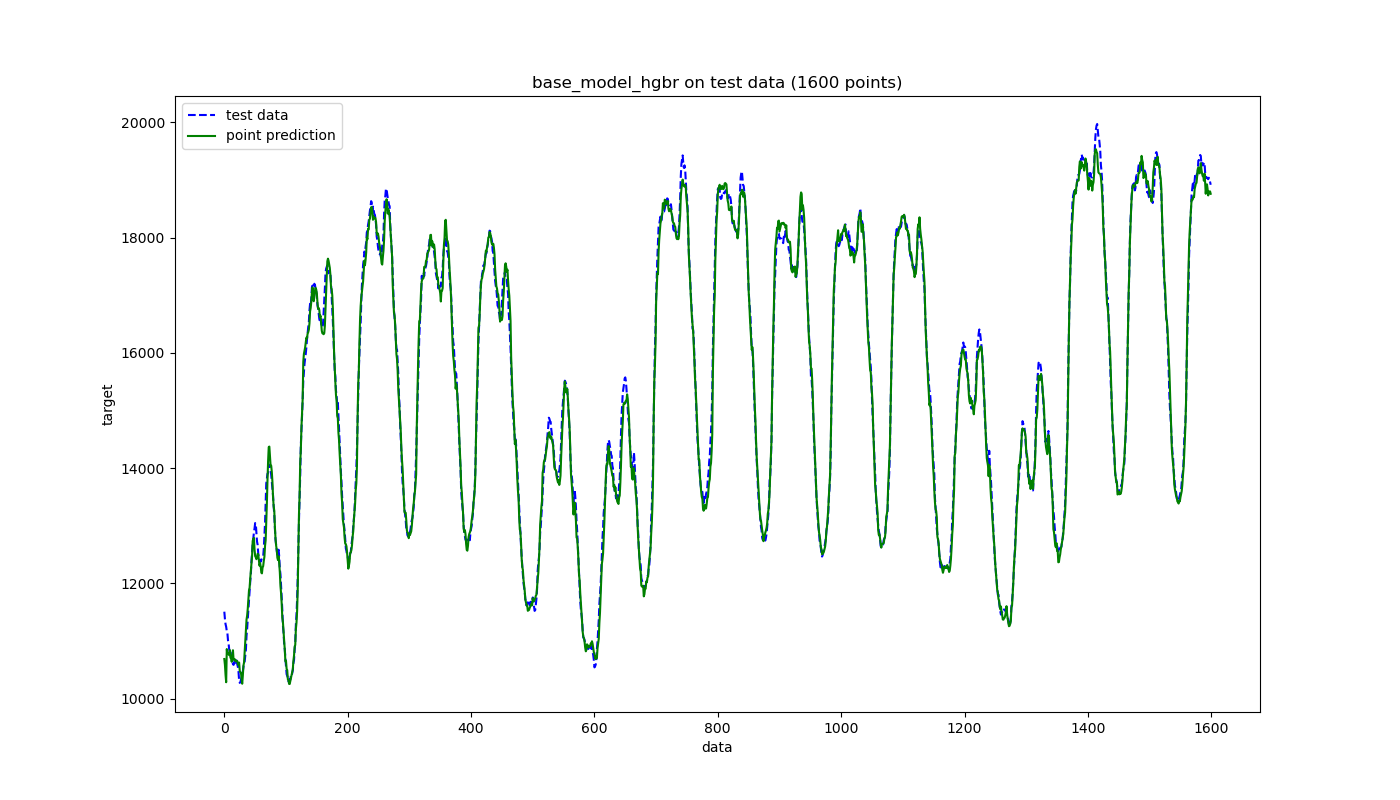 base_model_hgbr on test data (1600 points)
test data
point prediction
20000
18000
16000
14000
12000
10000
target
0 200 400 600 800 1000 1200 1400 1600
data